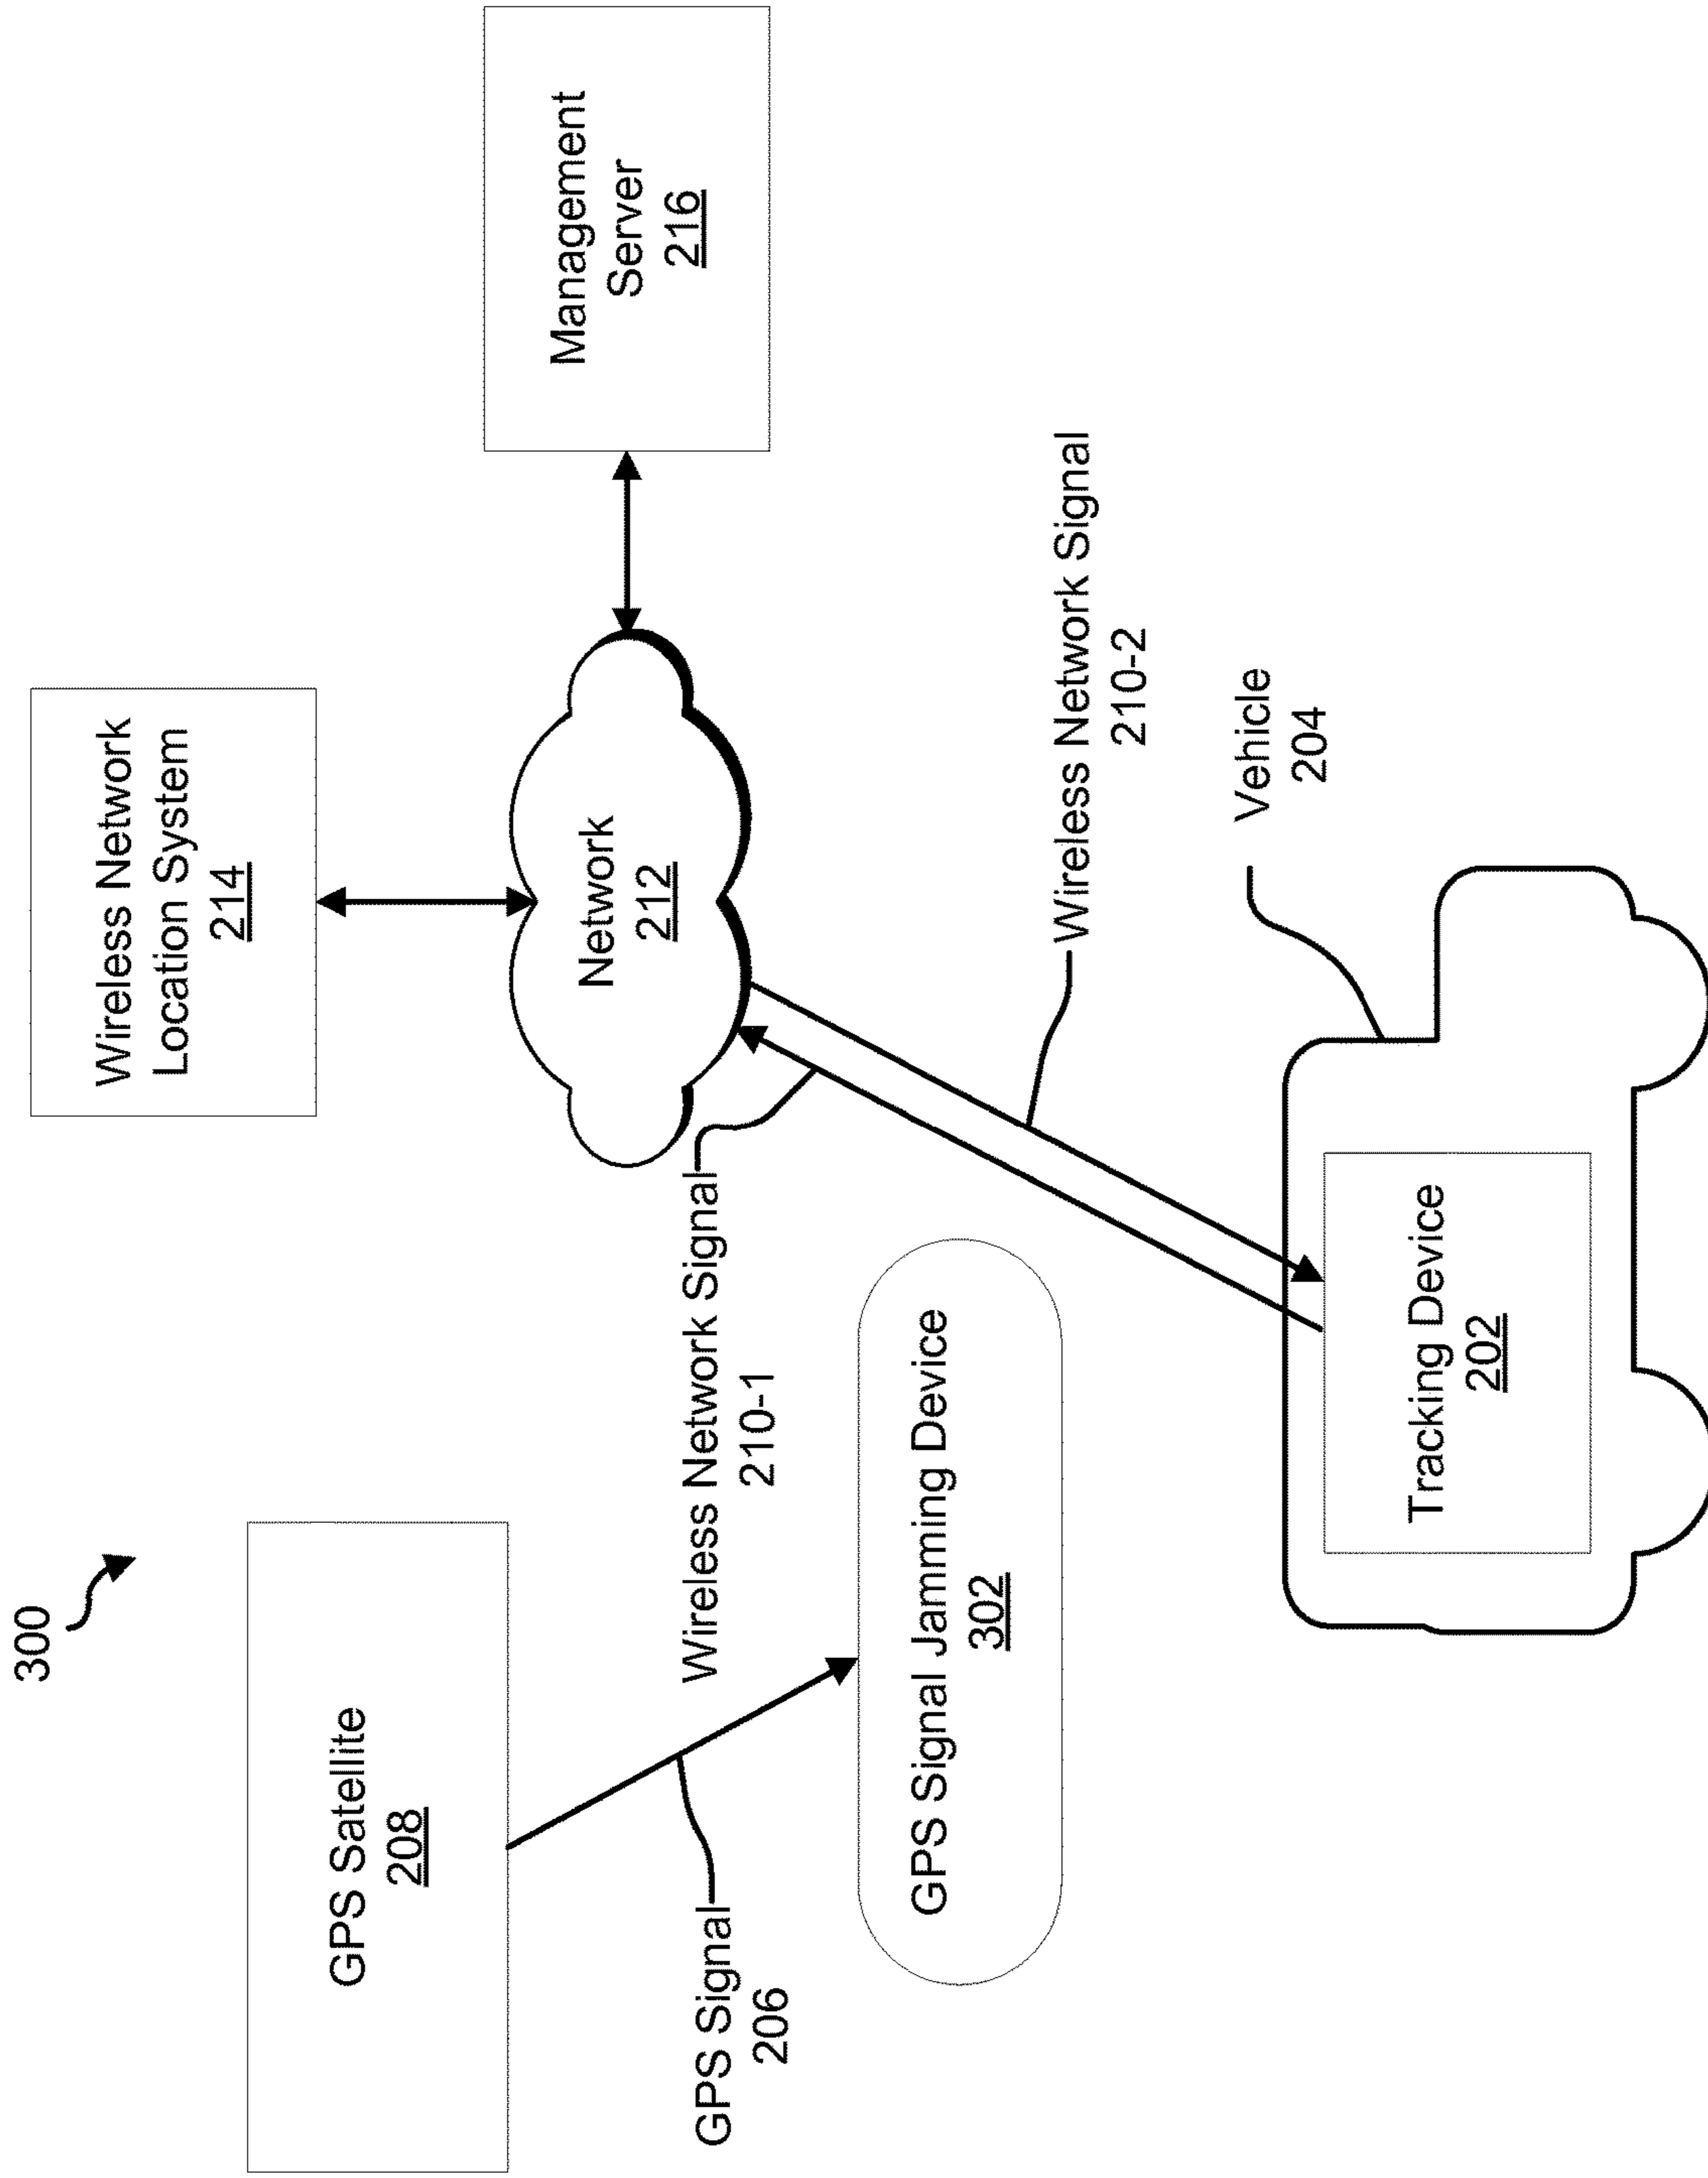 300
GPS Satellite
208
Wireless Network
Location System
214
GPS Signal
206
Wireless Network Signal
210-1
Network
212
Management
Server
216
GPS Signal Jamming Device
302
Wireless Network Signal
210-2
Vehicle
204
Tracking Device
202